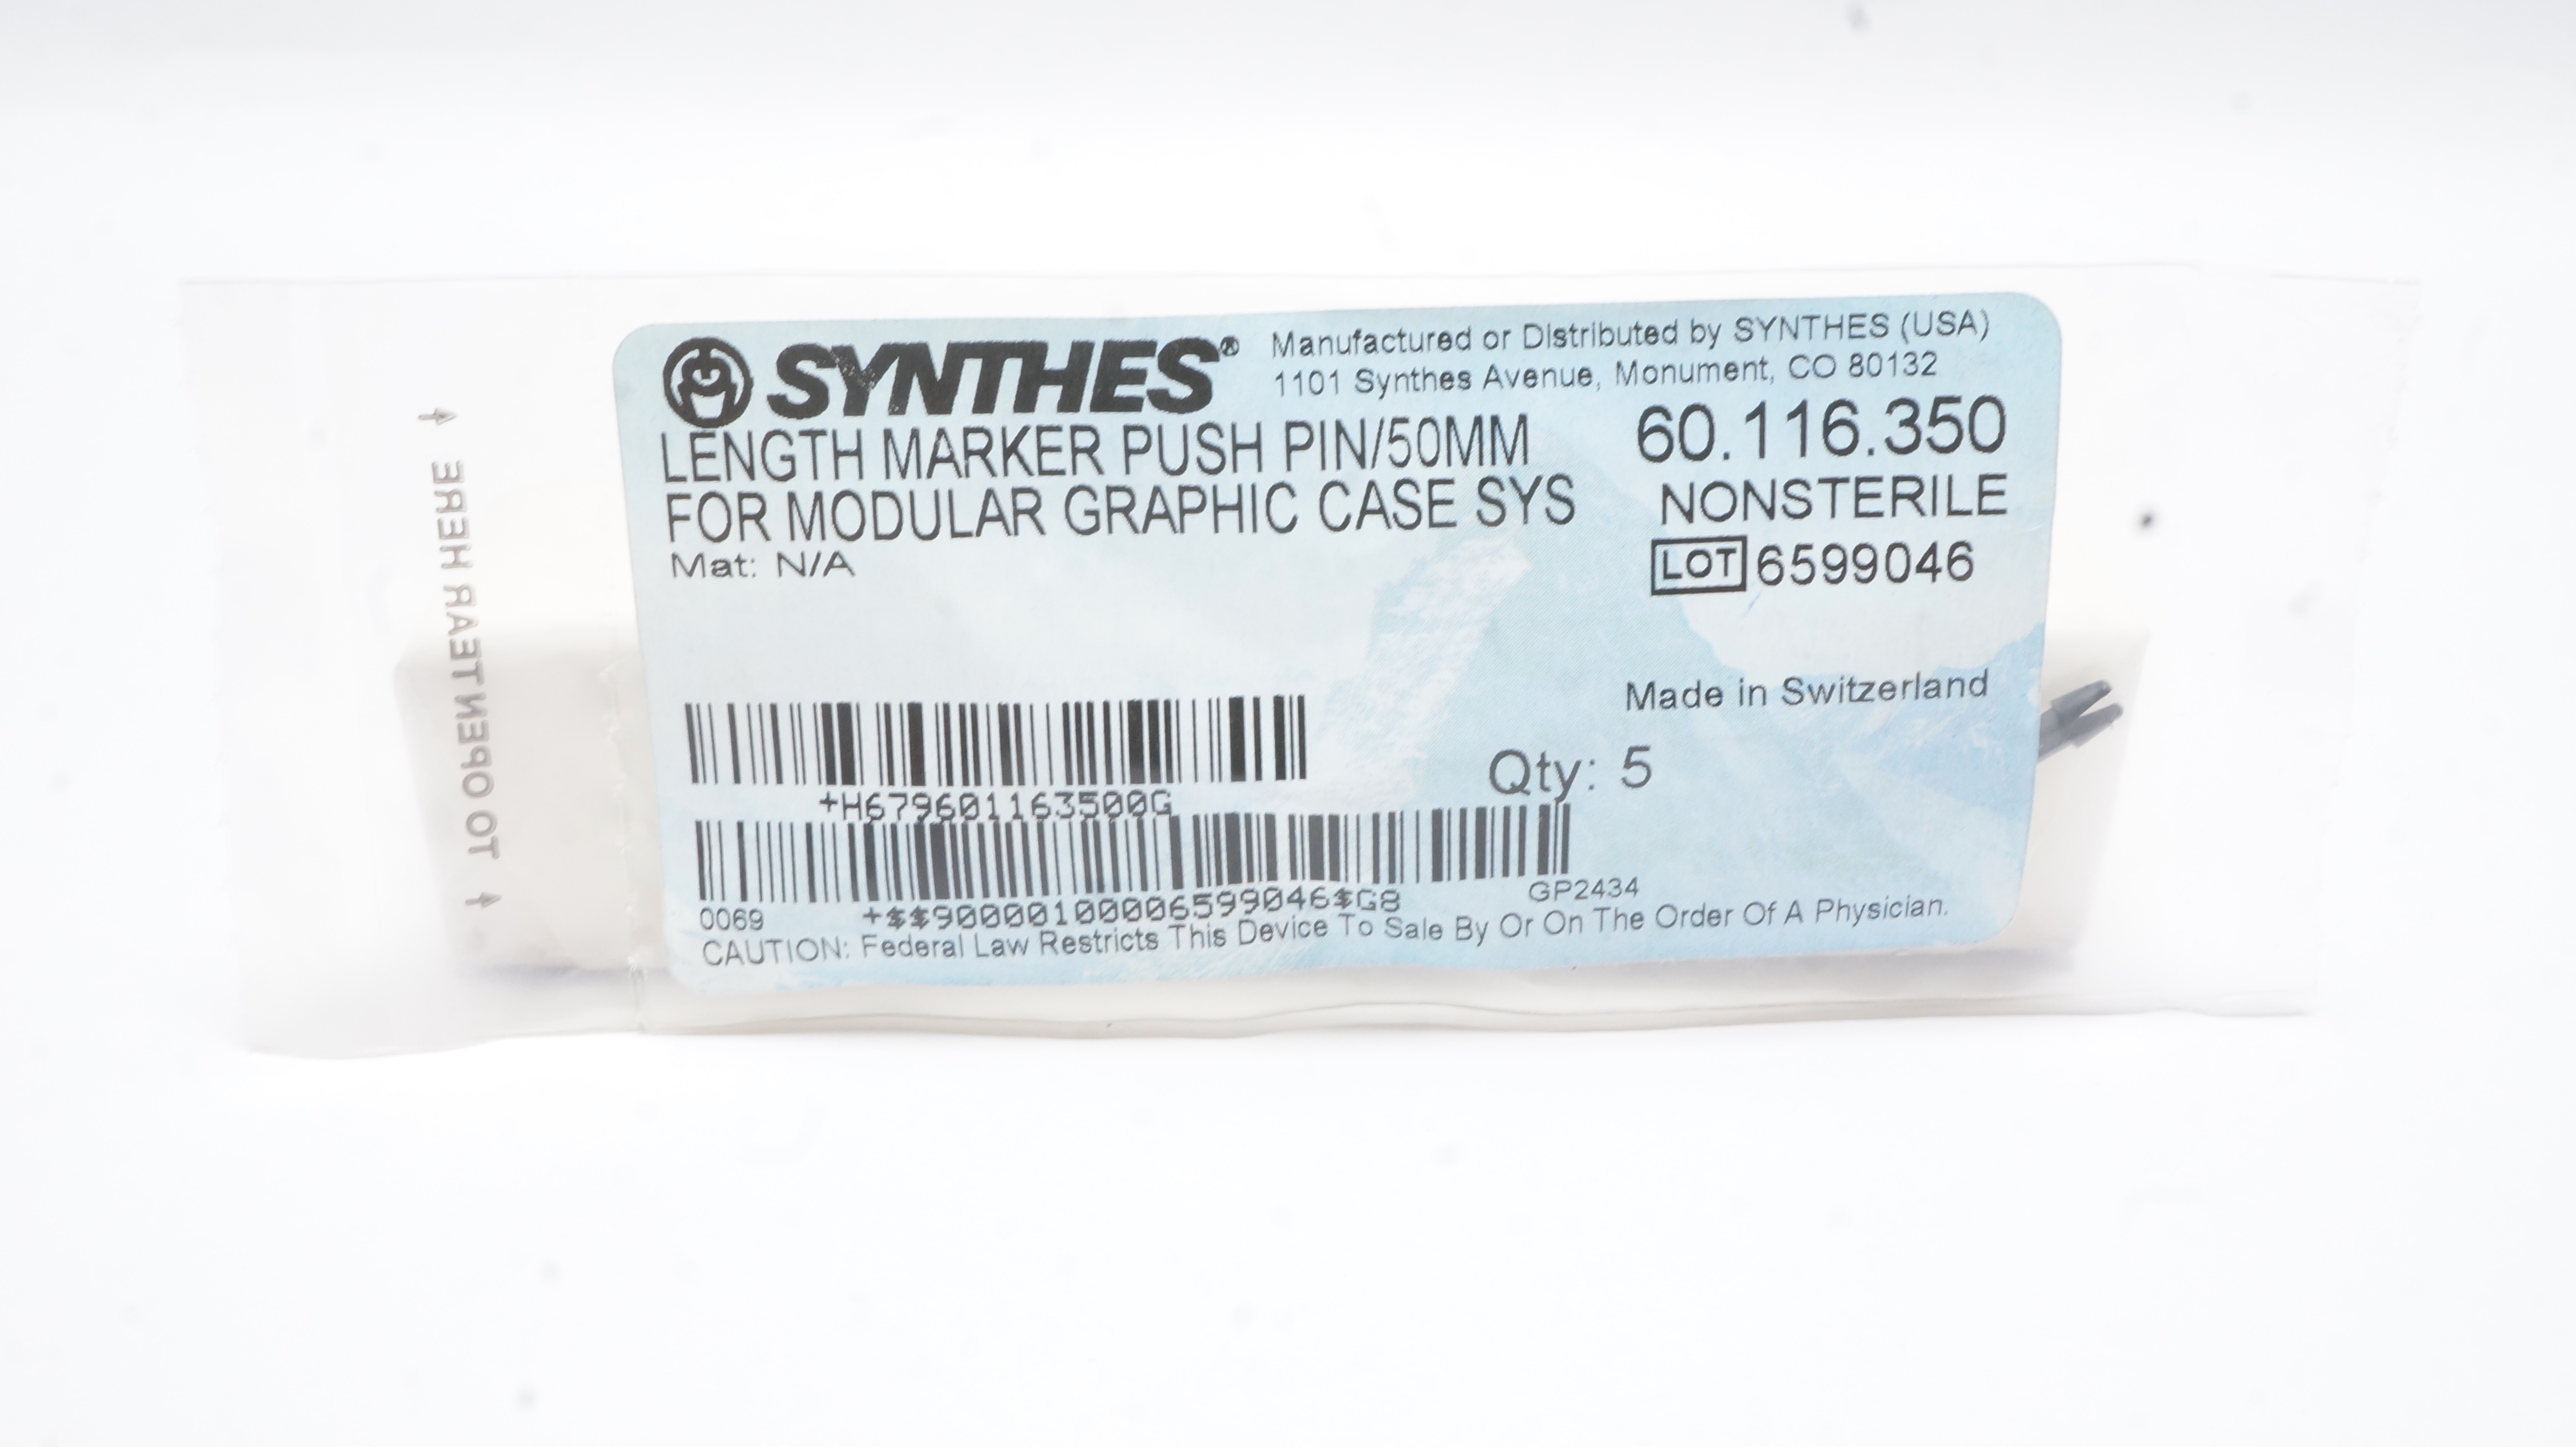 SYNTHES®
Manufactured or Distributed by SYNTHES (USA)
1101 Synthes Avenue, Monument, CO 80132
LENGTH MARKER PUSH PIN/50MM
FOR MODULAR GRAPHIC CASE SYS
Mat: N/A
60.116.350
NONSTERILE
LOT 6599046
Made in Switzerland
Qty: 5
+H679601163500G
+$$900000100006599046$G8
0069
GP2434
CAUTION: Federal Law Restricts This Device To Sale By Or On The Order Of A Physician.
TO OPEN TEAR HERE